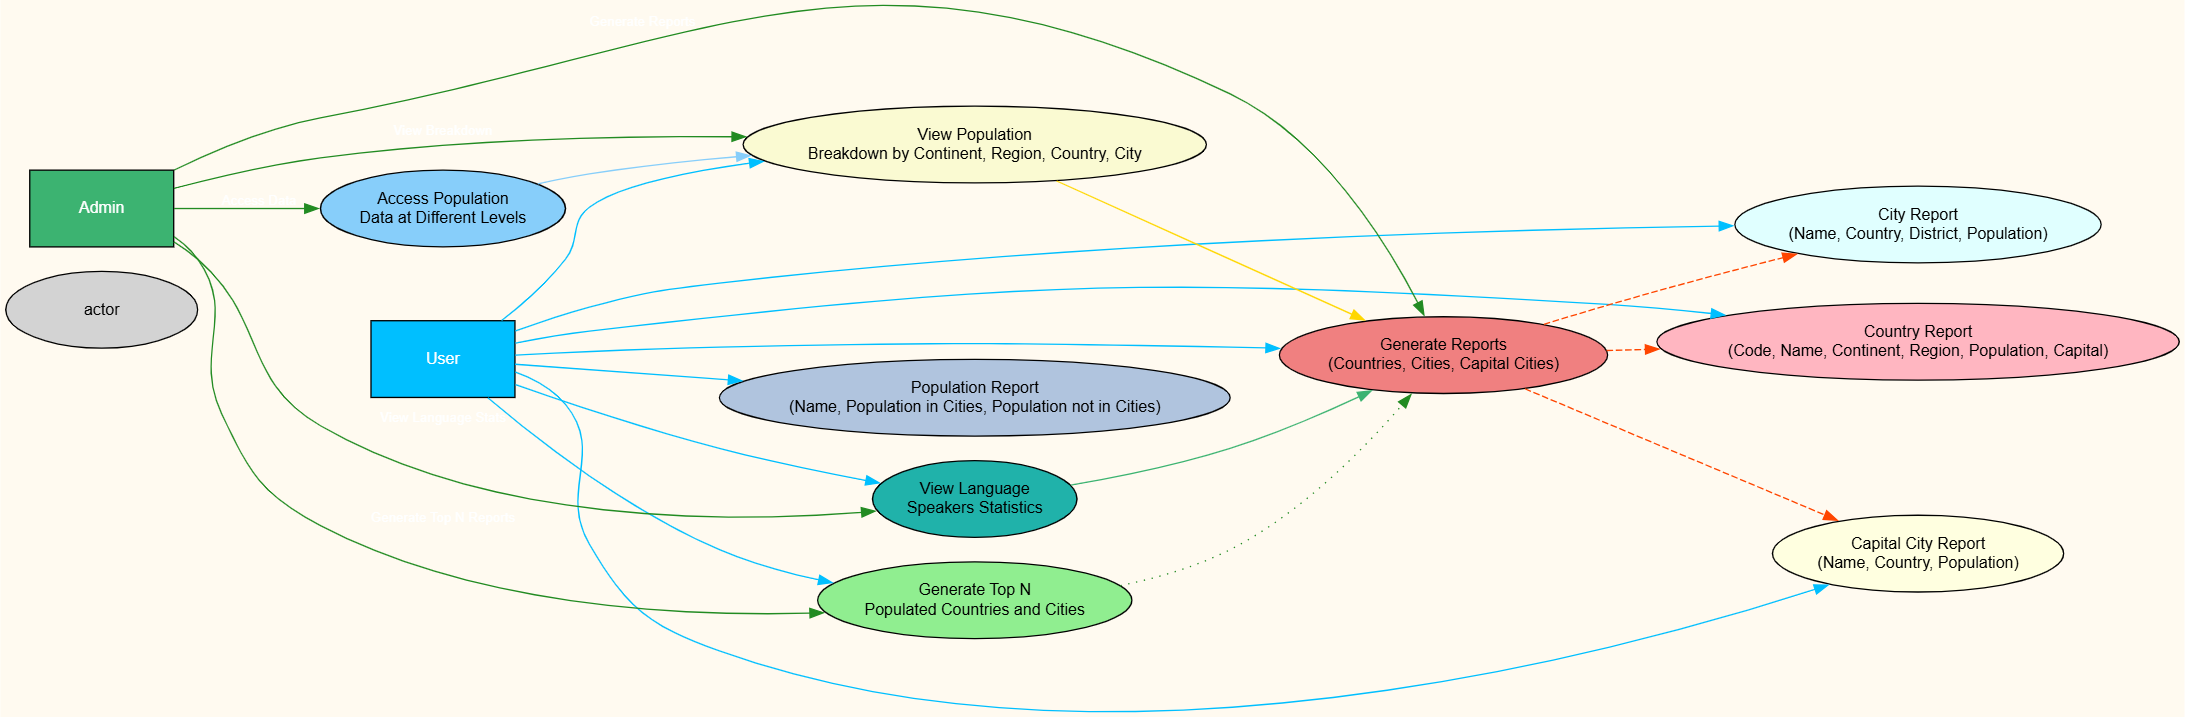 Generate Reports
View Breakdown
View Population
Breakdown by Continent, Region, Country, City
Admin
Access Population
Data at Different Levels
City Report
(Name, Country, District, Population)
actor
User
Generate Reports
(Countries, Cities, Capital Cities)
Country Report
(Code, Name, Continent, Region, Population, Capital)
Population Report
(Name, Population in Cities, Population not in Cities)
View Language
View Language
Speakers Statistics
Generate Top N Reports
Capital City Report
(Name, Country, Population)
Generate Top N
Populated Countries and Cities